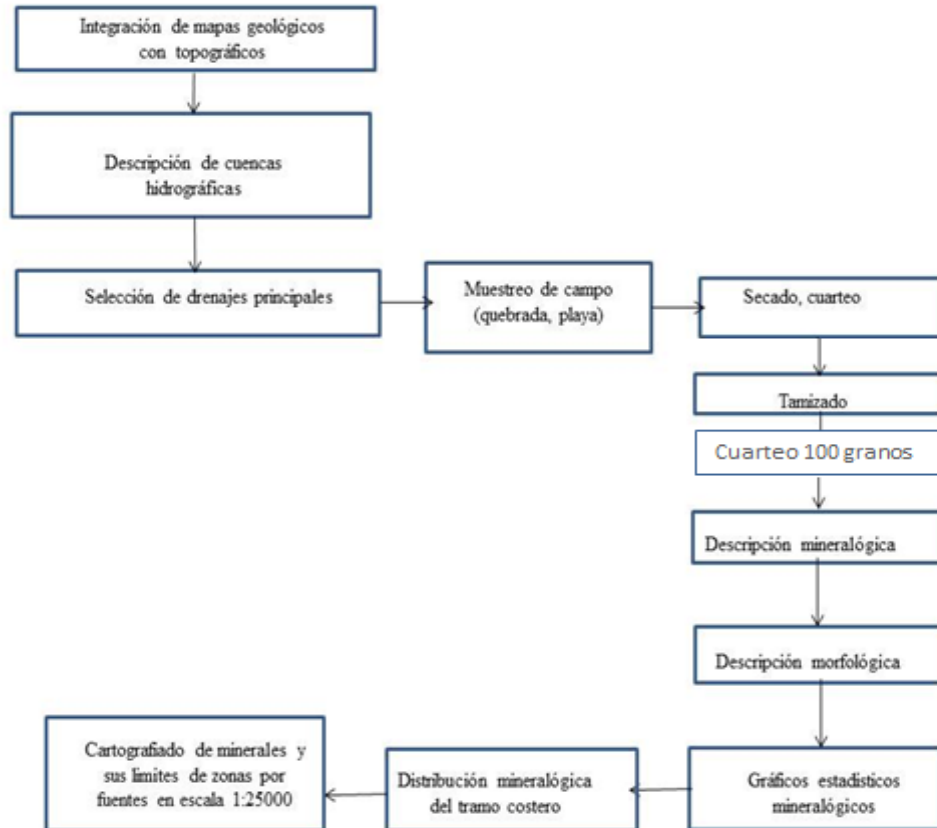 Integración de mapas geológicos
con topográficos
Descripción de cuencas
hidrográficas
Selección de drenajes principales
Muestreo de campo
(quebrada, playa)
Secado, cuarteo
Tamizado
Cuarteo 100 granos
Descripción mineralógica
Descripción morfológica
Gráficos estadísticos
mineralógicos
Distribución mineralógica
del tramo costero
Cartografiado de minerales y
sus limites de zonas por
fuentes en escala 1:25000